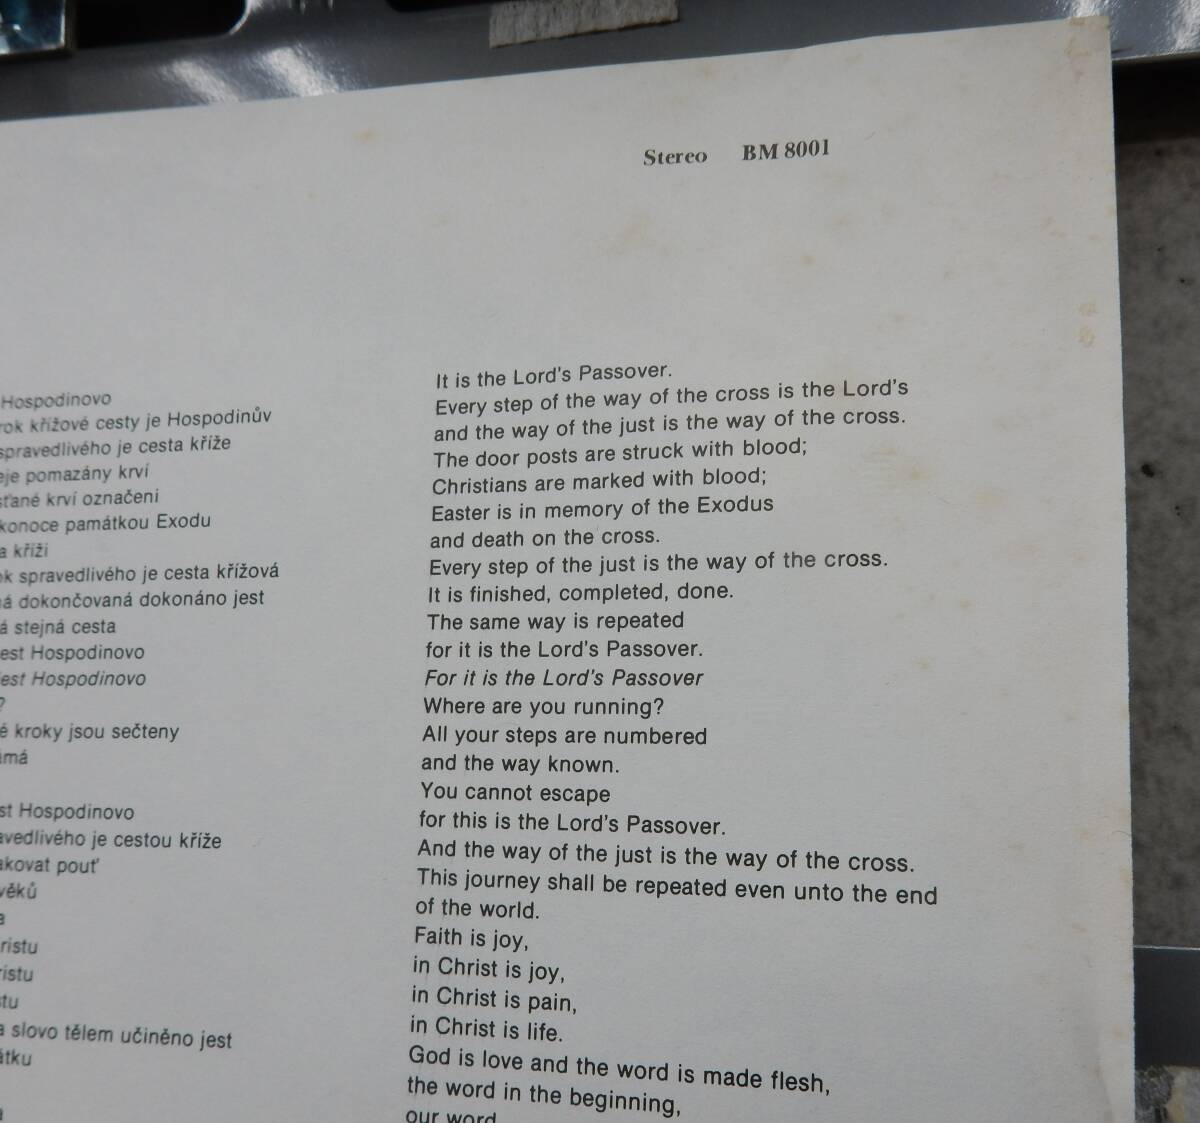 Stereo BM 8001
Hospodinovo
rok křížové cesty je Hospodinův
spravedlivého je cesta kříže
eje pomazány krví
sťané krví označeni
konoce památkou Exodu
a kříži
ok spravedlivého je cesta křížová
ná dokončovaná dokonáno jest
á stejná cesta
est Hospodinovo
jest Hospodinovo
?
é kroky jsou sečteny
ámá
st Hospodinovo
avedlivého je cestou kříže
akovat pouť
věků
a
ristu
ristu
stu
a slovo tělem učiněno jest
átku
a
It is the Lord's Passover.
Every step of the way of the cross is the Lord's
and the way of the just is the way of the cross.
The door posts are struck with blood;
Christians are marked with blood;
Easter is in memory of the Exodus
and death on the cross.
Every step of the just is the way of the cross.
It is finished, completed, done.
The same way is repeated
for it is the Lord's Passover.
For it is the Lord's Passover
Where are you running?
All your steps are numbered
and the way known.
You cannot escape
for this is the Lord's Passover.
And the way of the just is the way of the cross.
This journey shall be repeated even unto the end
of the world.
Faith is joy,
in Christ is joy,
in Christ is pain,
in Christ is life.
God is love and the word is made flesh,
the word in the beginning,
our word